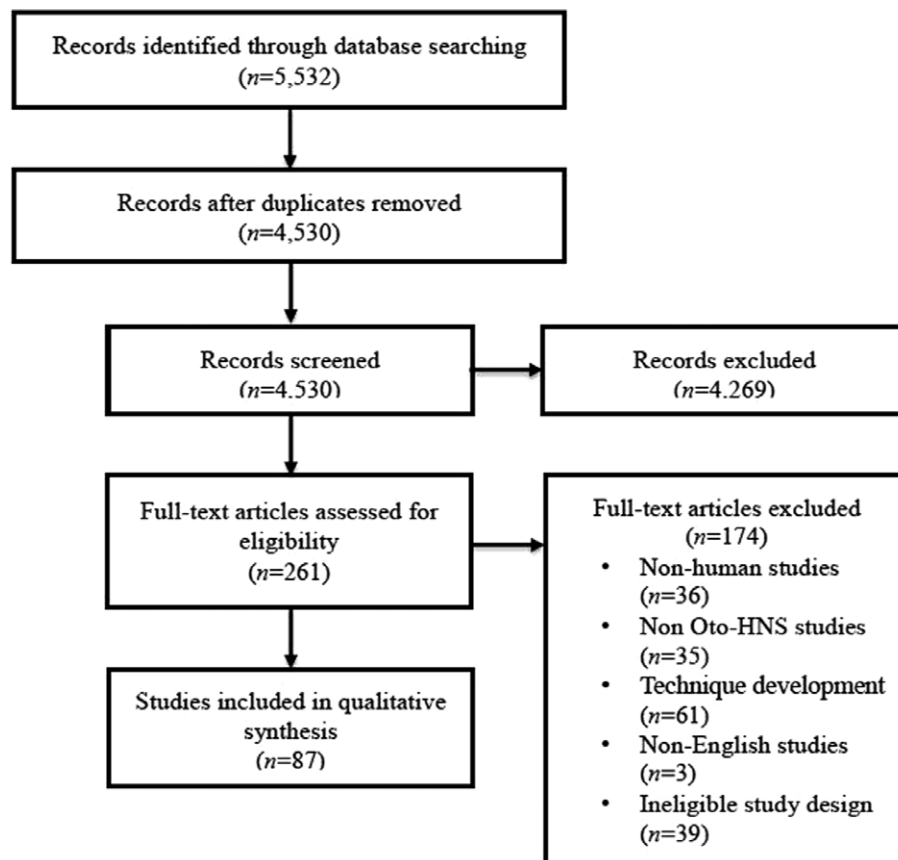 Records identified through database searching
(n=5,532)
Records after duplicates removed
(n=4,530)
Records screened
(n=4.530)
Records excluded
(n=4.269)
Full-text articles assessed for
eligibility
(n=261)
Full-text articles excluded
(n=174)
• Non-human studies
(n=36)
• Non Oto-HNS studies
(n=35)
• Technique development
(n=61)
• Non-English studies
(n=3)
• Ineligible study design
(n=39)
Studies included in qualitative
synthesis
(n=87)